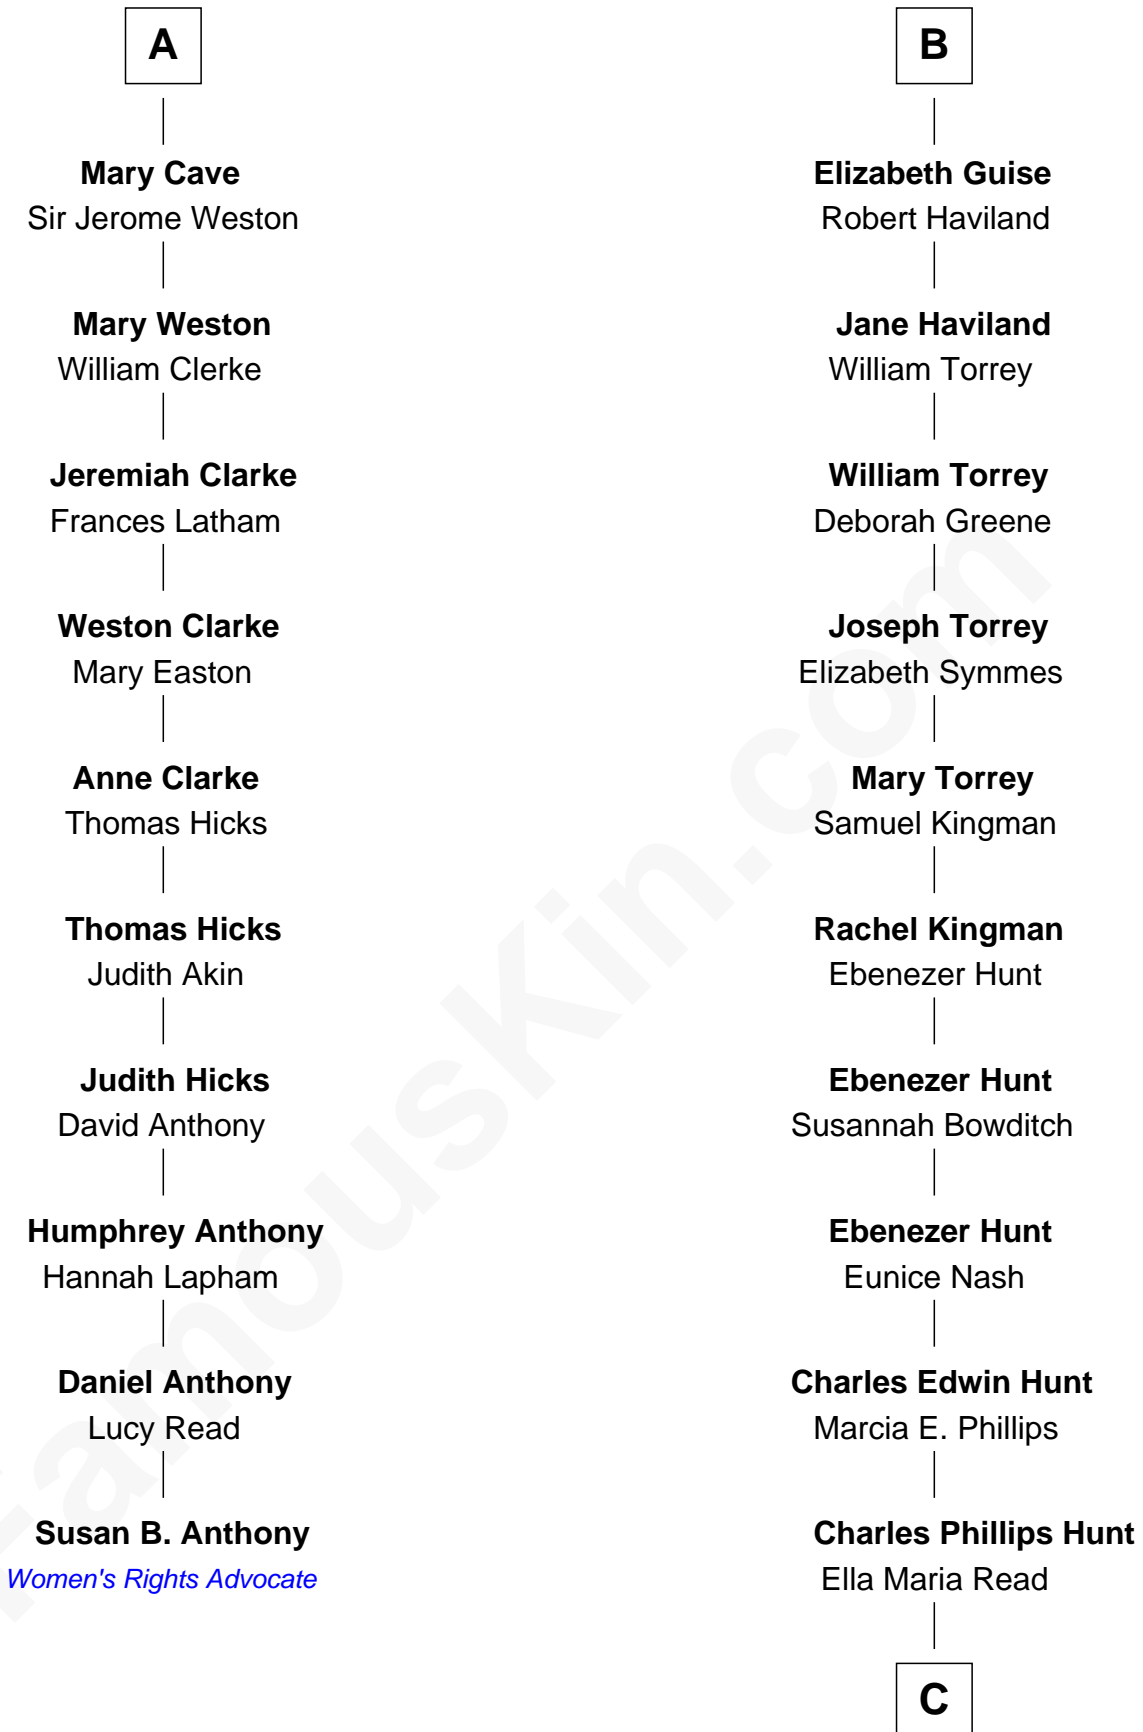 A
Mary Cave
Sir Jerome Weston
Mary Weston
William Clerke
Jeremiah Clarke
Frances Latham
Weston Clarke
Mary Easton
Anne Clarke
Thomas Hicks
Thomas Hicks
Judith Akin
Judith Hicks
David Anthony
Humphrey Anthony
Hannah Lapham
Daniel Anthony
Lucy Read
Susan B. Anthony
Women's Rights Advocate
B
Elizabeth Guise
Robert Haviland
Jane Haviland
William Torrey
William Torrey
Deborah Greene
Joseph Torrey
Elizabeth Symmes
Mary Torrey
Samuel Kingman
Rachel Kingman
Ebenezer Hunt
Ebenezer Hunt
Susannah Bowditch
Ebenezer Hunt
Eunice Nash
Charles Edwin Hunt
Marcia E. Phillips
Charles Phillips Hunt
Ella Maria Read
C
FamousKin.com